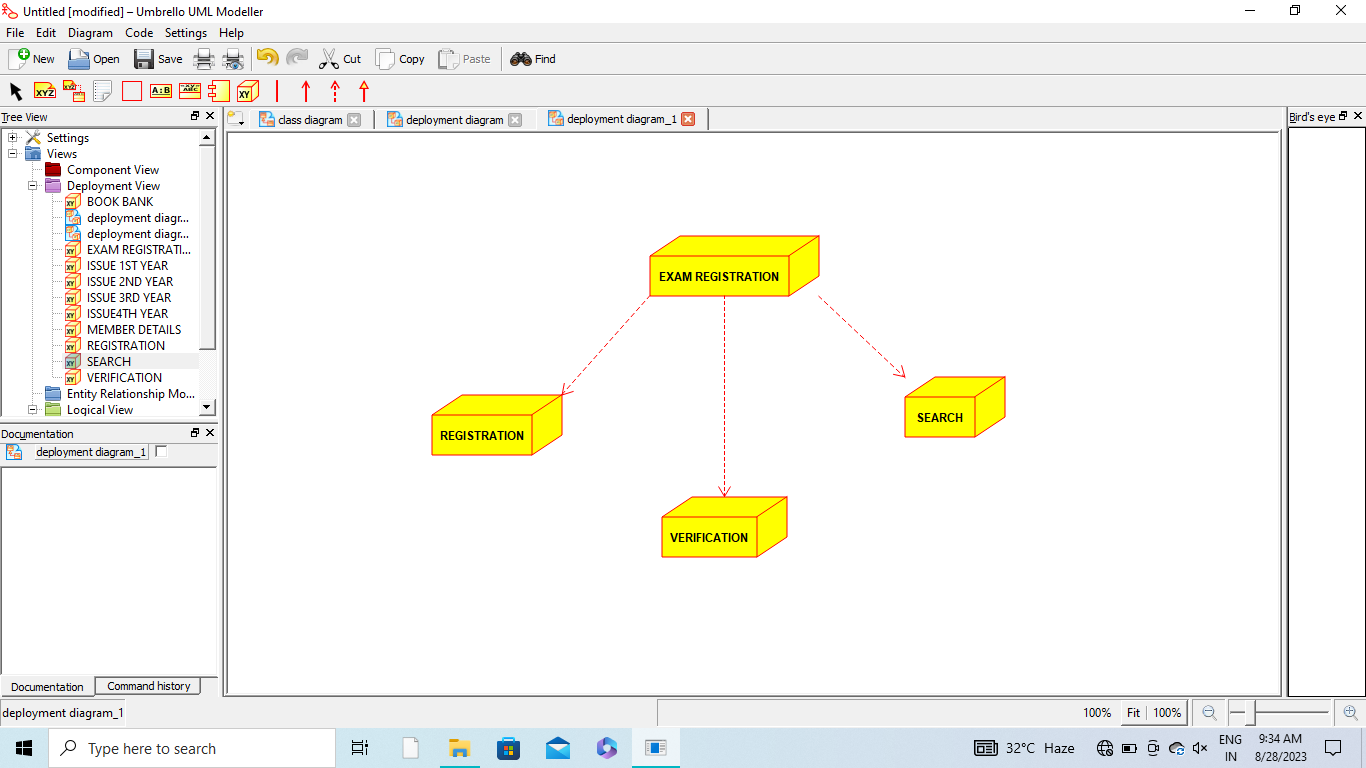 Untitled [modified] – Umbrello UML Modeller
File Edit Diagram Code Settings Help
New Open Save Cut Copy Paste Find
XYZ XYZ A:B ABC XY
Tree View
class diagram deployment diagram deployment diagram_1
Bird's eye
Settings
Views
Component View
Deployment View
BOOK BANK
deployment diagr...
deployment diagr...
EXAM REGISTRATI...
ISSUE 1ST YEAR
ISSUE 2ND YEAR
ISSUE 3RD YEAR
ISSUE4TH YEAR
MEMBER DETAILS
REGISTRATION
SEARCH
VERIFICATION
Entity Relationship Mo...
Logical View
Documentation
deployment diagram_1
Documentation Command history
EXAM REGISTRATION
REGISTRATION
SEARCH
VERIFICATION
deployment diagram_1
100% Fit 100%
Type here to search
32°C Haze
ENG
IN
9:34 AM
8/28/2023